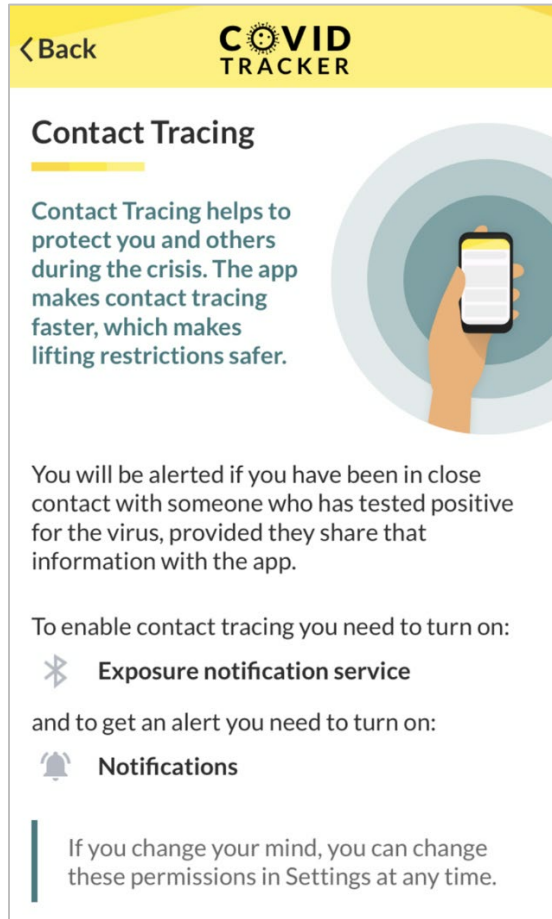 Back
COVID
TRACKER
Contact Tracing
Contact Tracing helps to
protect you and others
during the crisis. The app
makes contact tracing
faster, which makes
lifting restrictions safer.
You will be alerted if you have been in close
contact with someone who has tested positive
for the virus, provided they share that
information with the app.
To enable contact tracing you need to turn on:
Exposure notification service
and to get an alert you need to turn on:
Notifications
If you change your mind, you can change
these permissions in Settings at any time.